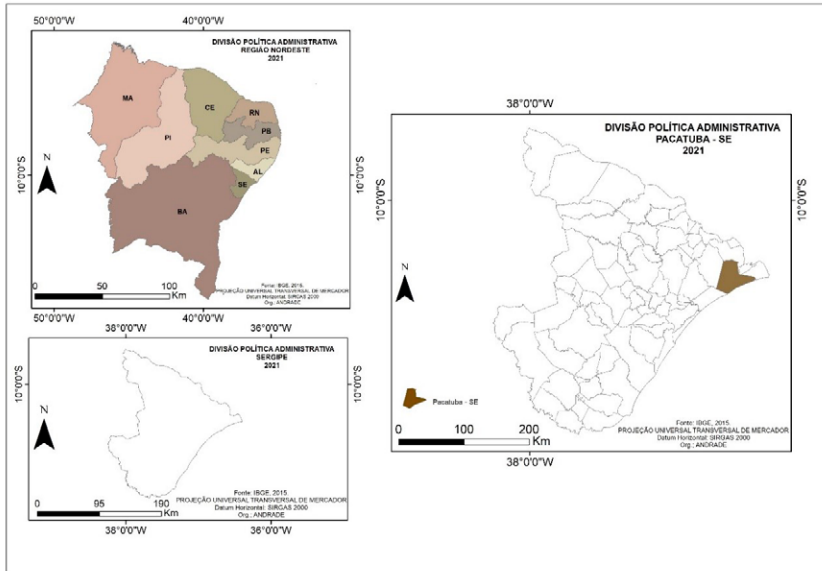 50°0'0"W
40°0'0"W
DIVISÃO POLÍTICA ADMINISTRATIVA
REGIÃO NORDESTE
2021
MA
CE
RN
PB
PI
PE
AL
SE
BA
10°0'0"S
10°0'0"S
N
Fonte: IBGE, 2015.
PROJEÇÃO UNIVERSAL TRANSVERSAL DE MERCADOR
Datum Horizontal: SIRGAS 2000
Org.: ANDRADE
0 50 100
Km
50°0'0"W
40°0'0"W
38°0'0"W
36°0'0"W
DIVISÃO POLÍTICA ADMINISTRATIVA
SERGIPE
2021
10°0'0"S
10°0'0"S
N
Fonte: IBGE, 2015.
PROJEÇÃO UNIVERSAL TRANSVERSAL DE MERCADOR
Datum Horizontal: SIRGAS 2000
Org.; ANDRADE
0 95 190
Km
38°0'0"W
36°0'0"W
38°0'0"W
DIVISÃO POLÍTICA ADMINISTRATIVA
PACATUBA - SE
2021
10°0'0"S
10°0'0"S
N
Pacatuba - SE
Fonte: IBGE, 2015.
PROJEÇÃO UNIVERSAL TRANSVERSAL DE MERCADOR
Datum Horizontal: SIRGAS 2000
Org.; ANDRADE
0 100 200
Km
38°0'0"W